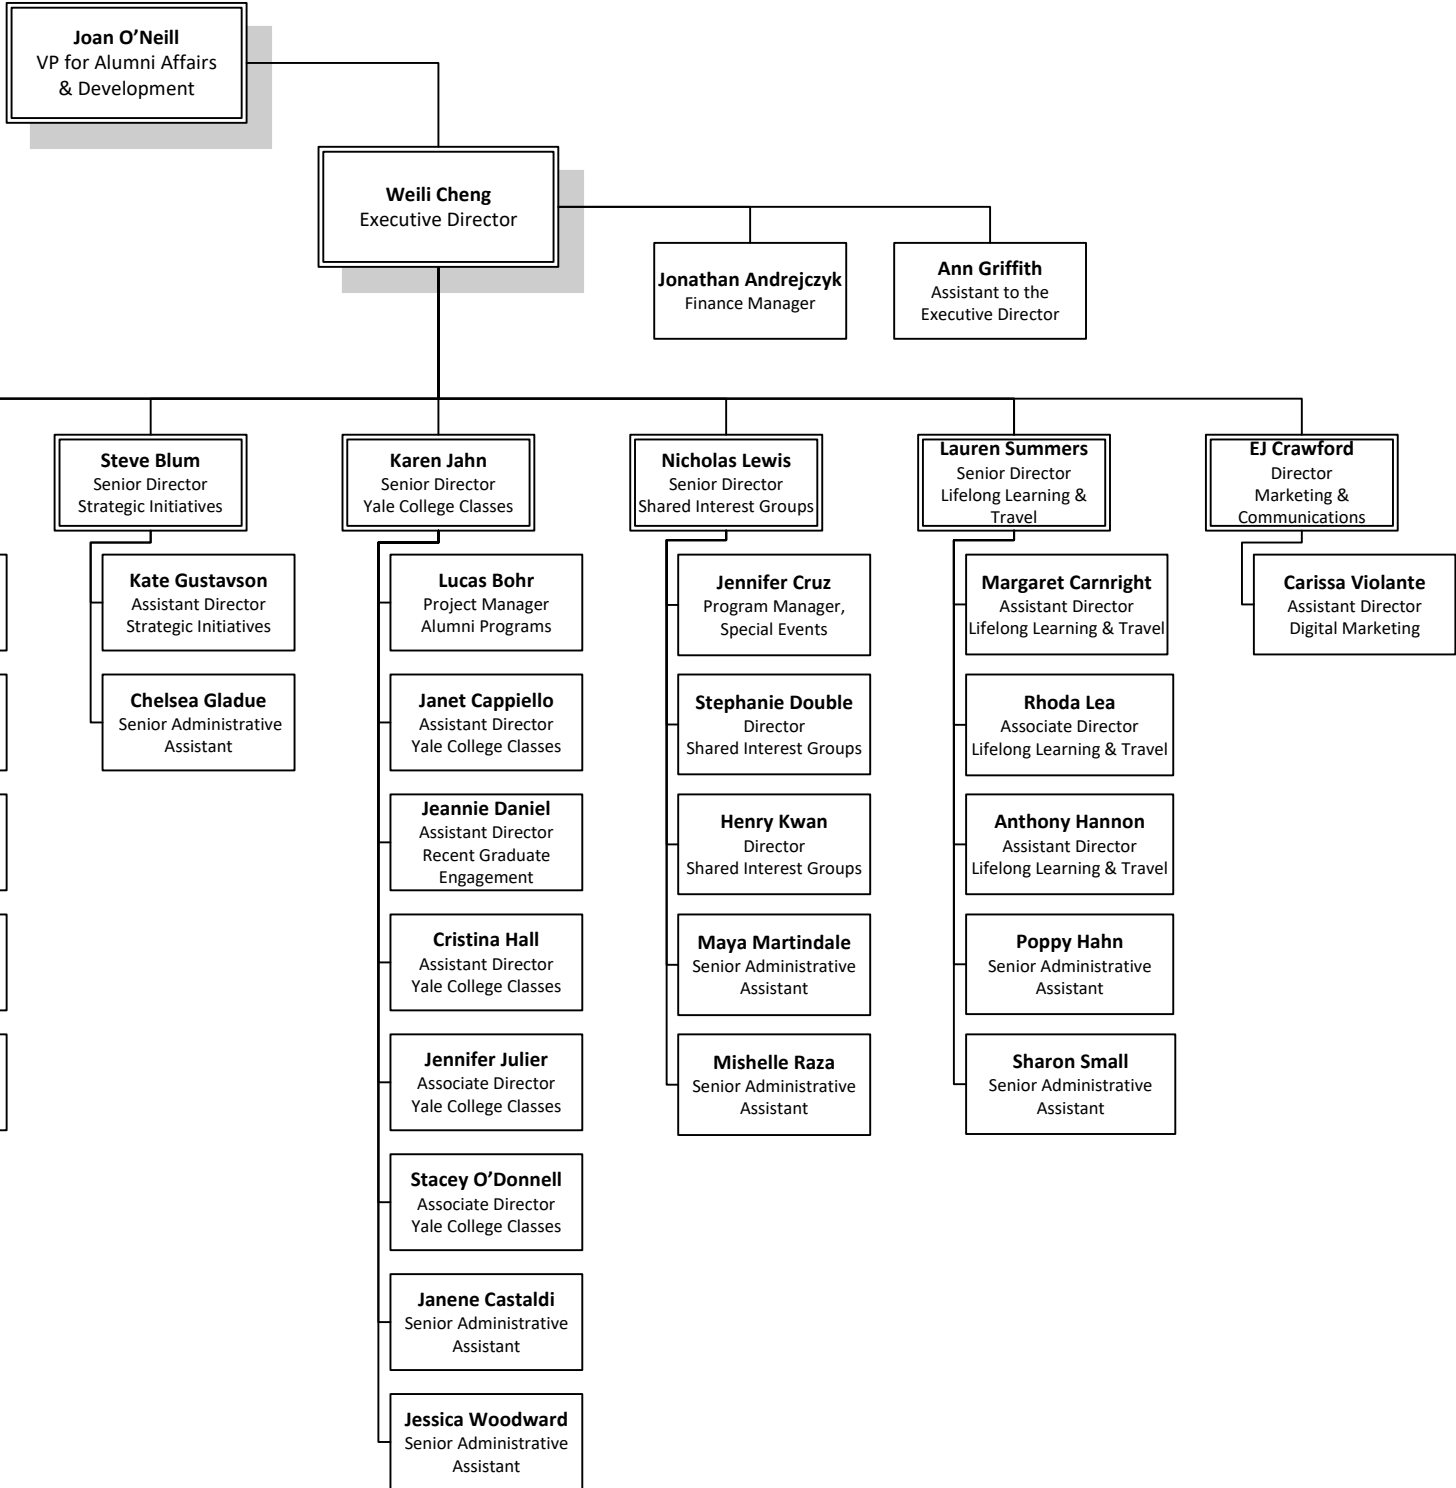 Joan O’Neill
VP for Alumni Affairs
& Development
Weili Cheng
Executive Director
Jonathan Andrejczyk
Finance Manager
Ann Griffith
Assistant to the
Executive Director
Steve Blum
Senior Director
Strategic Initiatives
Kate Gustavson
Assistant Director
Strategic Initiatives
Chelsea Gladue
Senior Administrative
Assistant
Karen Jahn
Senior Director
Yale College Classes
Lucas Bohr
Project Manager
Alumni Programs
Janet Cappiello
Assistant Director
Yale College Classes
Jeannie Daniel
Assistant Director
Recent Graduate
Engagement
Cristina Hall
Assistant Director
Yale College Classes
Jennifer Julier
Associate Director
Yale College Classes
Stacey O’Donnell
Associate Director
Yale College Classes
Janene Castaldi
Senior Administrative
Assistant
Jessica Woodward
Senior Administrative
Assistant
Nicholas Lewis
Senior Director
Shared Interest Groups
Jennifer Cruz
Program Manager,
Special Events
Stephanie Double
Director
Shared Interest Groups
Henry Kwan
Director
Shared Interest Groups
Maya Martindale
Senior Administrative
Assistant
Mishelle Raza
Senior Administrative
Assistant
Lauren Summers
Senior Director
Lifelong Learning &
Travel
Margaret Carnright
Assistant Director
Lifelong Learning & Travel
Rhoda Lea
Associate Director
Lifelong Learning & Travel
Anthony Hannon
Assistant Director
Lifelong Learning & Travel
Poppy Hahn
Senior Administrative
Assistant
Sharon Small
Senior Administrative
Assistant
EJ Crawford
Director
Marketing &
Communications
Carissa Violante
Assistant Director
Digital Marketing